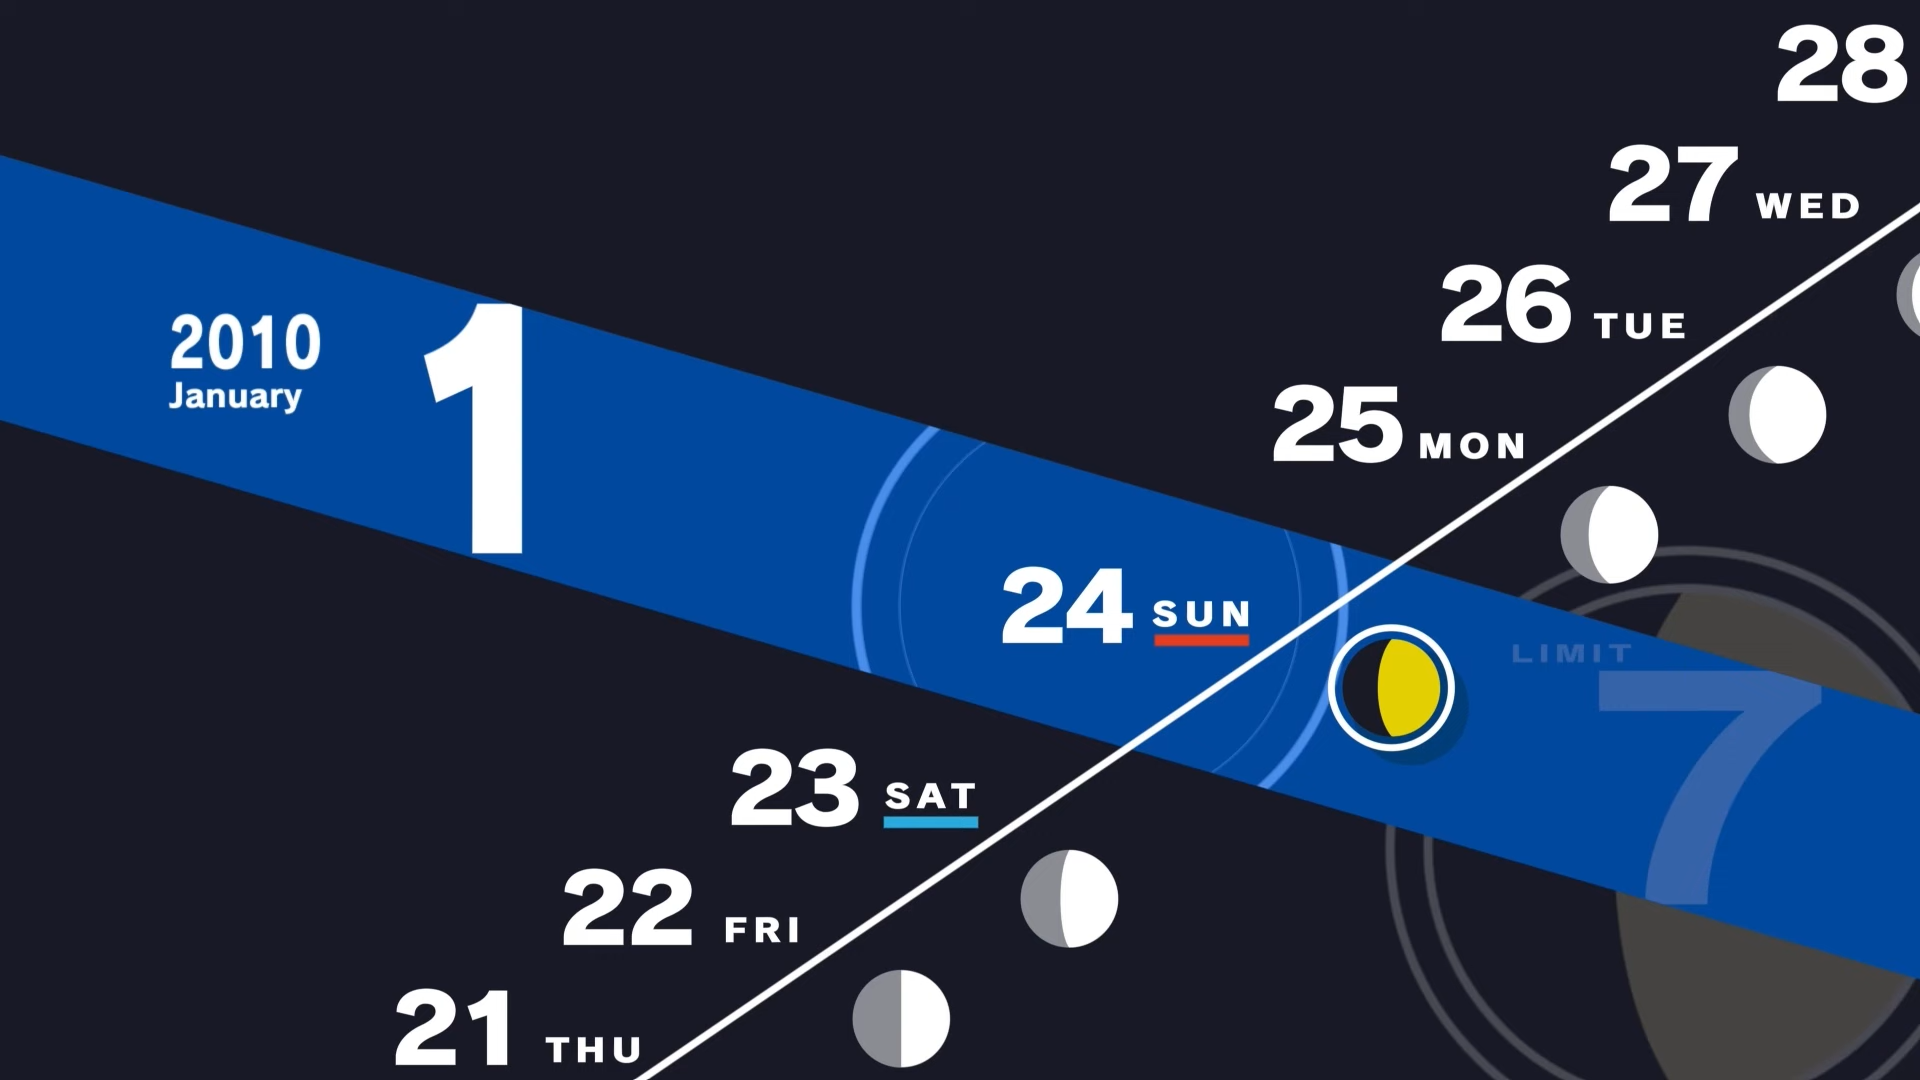 28
27 WED
26 TUE
2010
January
1
25 MON
24 SUN
LIMIT
7
23 SAT
22 FRI
21 THU